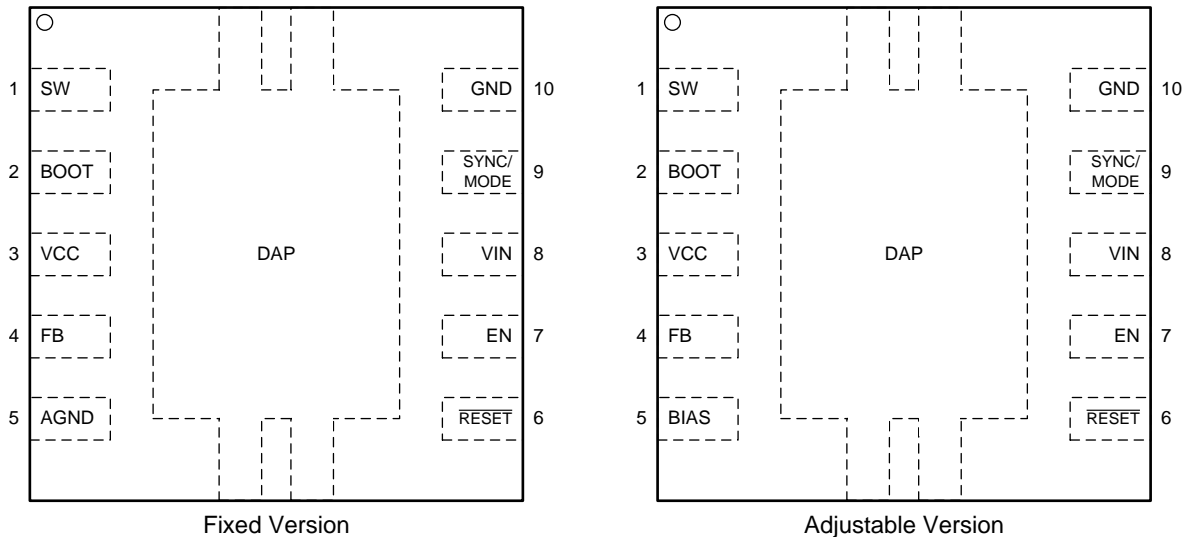 1 SW
GND 10
2 BOOT
SYNC/
MODE 9
3 VCC
DAP
VIN 8
4 FB
EN 7
5 AGND
RESET 6
Fixed Version
1 SW
GND 10
2 BOOT
SYNC/
MODE 9
3 VCC
DAP
VIN 8
4 FB
EN 7
5 BIAS
RESET 6
Adjustable Version